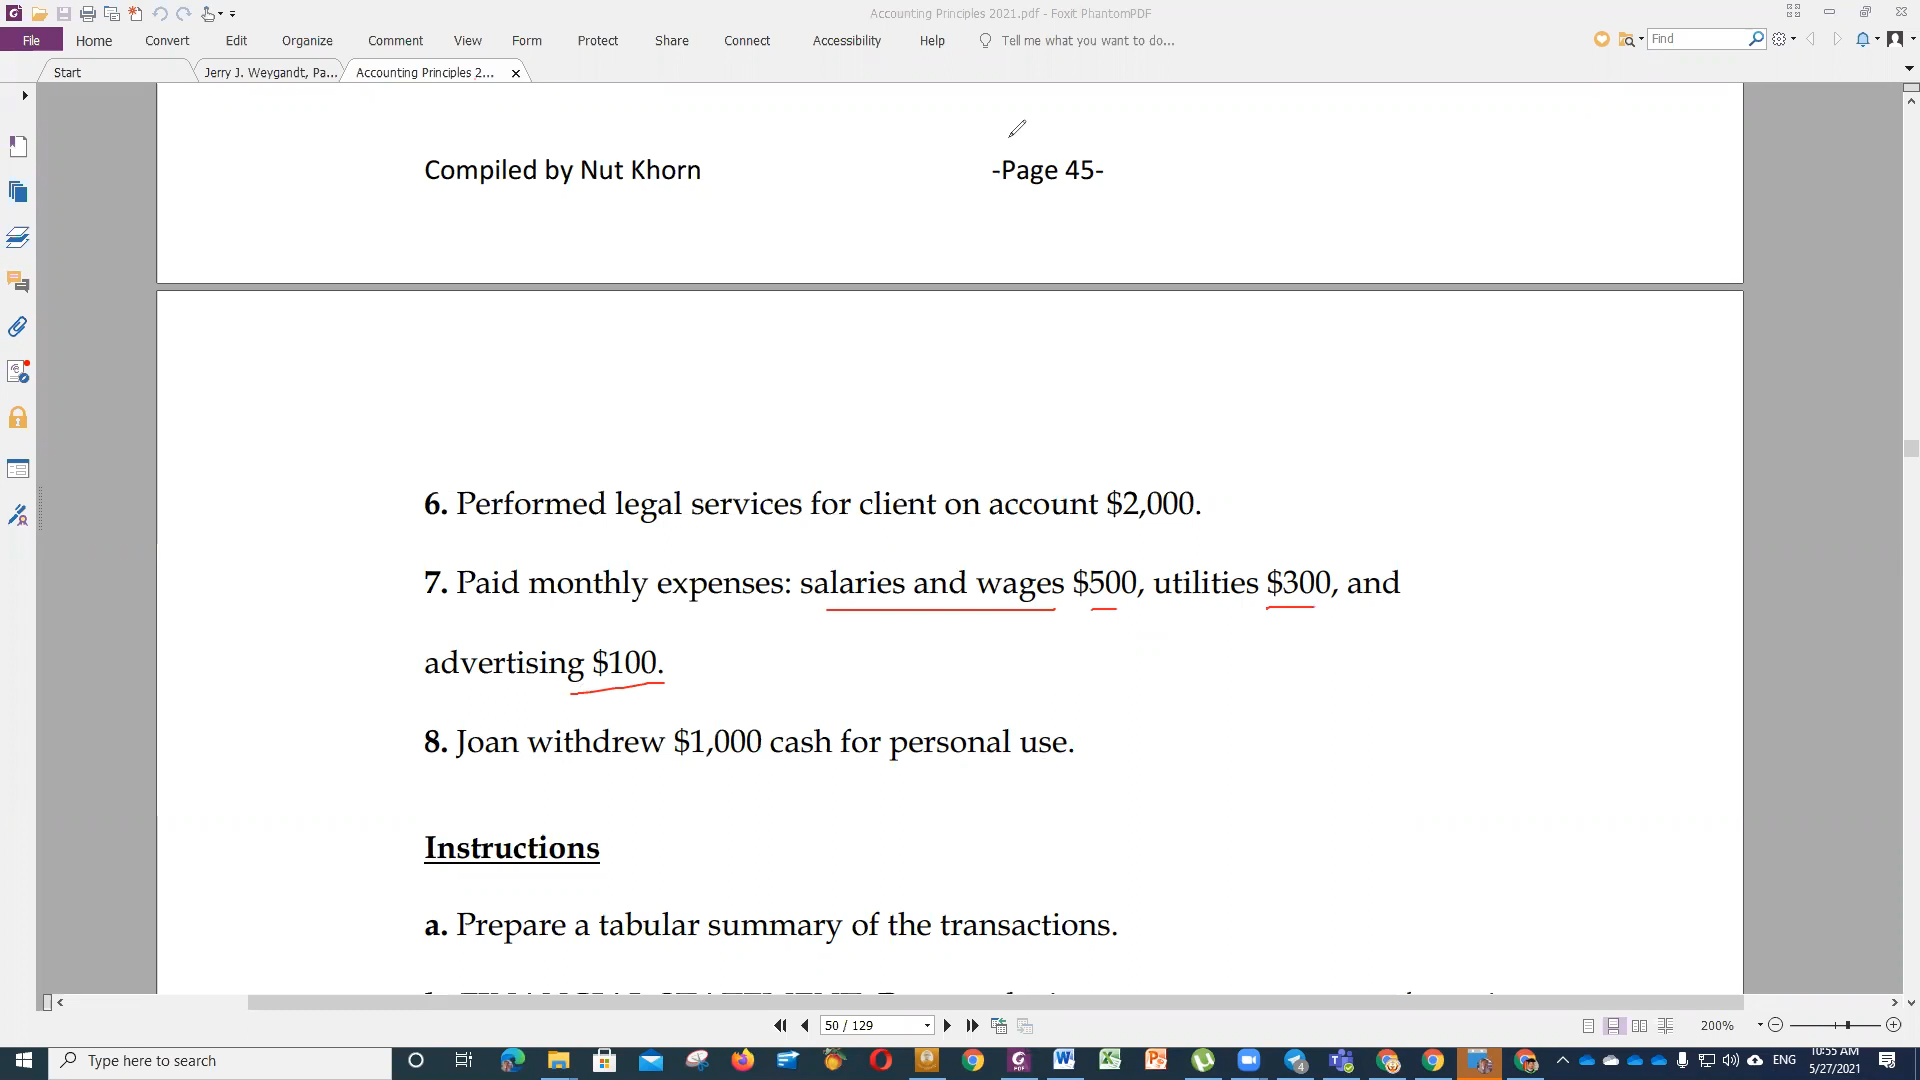 Accounting Principles 2021.pdf - Foxit PhantomPDF
File Home Convert Edit Organize Comment View Form Protect Share Connect Accessibility Help Tell me what you want to do... Find
Start Jerry J. Weygandt, Pa... Accounting Principles 2...
Compiled by Nut Khorn -Page 45-
6. Performed legal services for client on account $2,000.
7. Paid monthly expenses: salaries and wages $500, utilities $300, and
advertising $100.
8. Joan withdrew $1,000 cash for personal use.
Instructions
a. Prepare a tabular summary of the transactions.
50 / 129 200%
Type here to search ENG 10:55 AM
5/27/2021